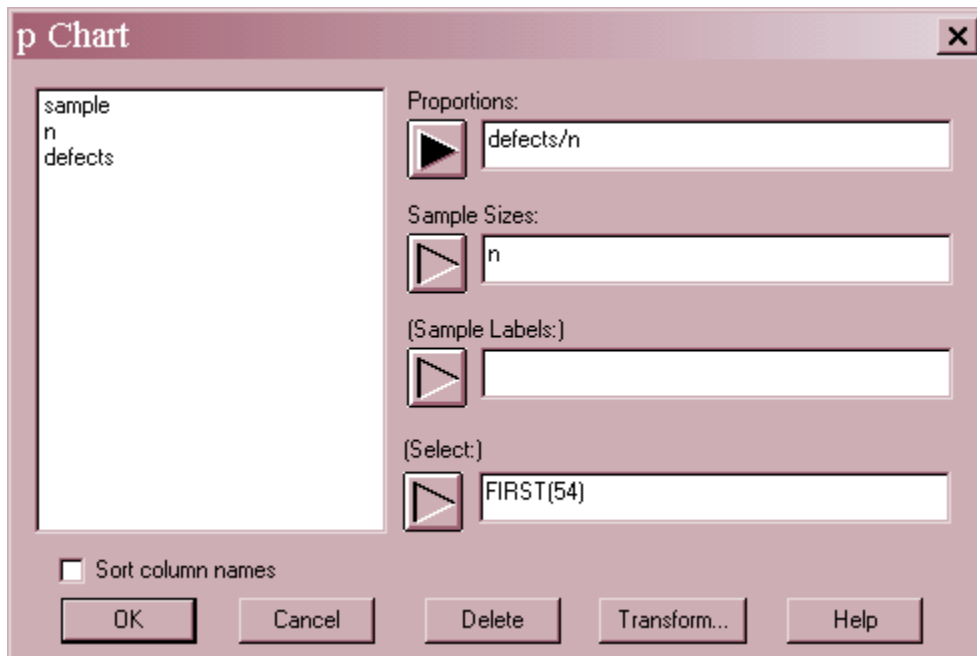 p Chart
sample
n
defects
Proportions:
defects/n
Sample Sizes:
n
(Sample Labels:)
(Select:)
FIRST(54)
Sort column names
OK
Cancel
Delete
Transform...
Help